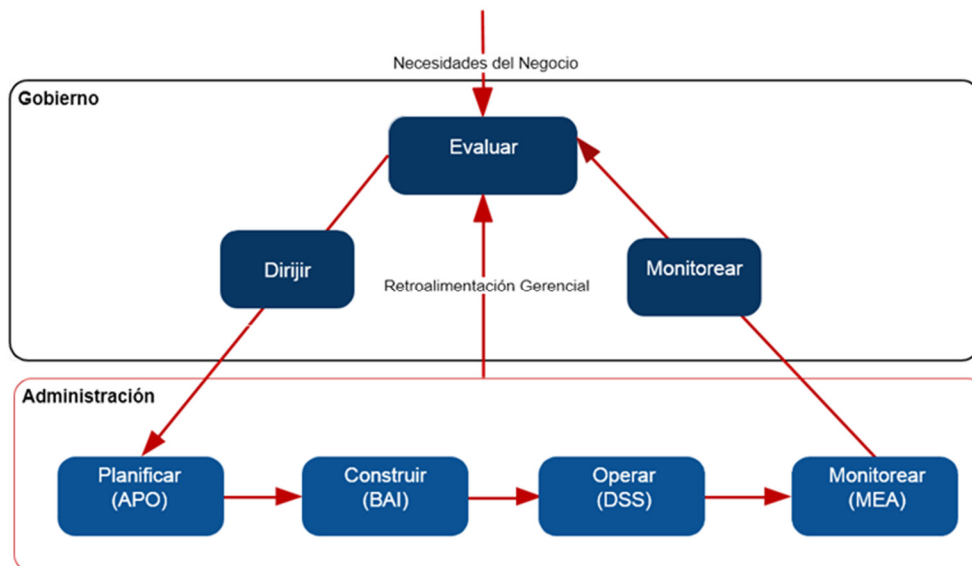 Necesidades del Negocio
Gobierno
Evaluar
Dirijir
Monitorear
Retroalimentación Gerencial
Administración
Planificar
(APO)
Construir
(BAI)
Operar
(DSS)
Monitorear
(MEA)